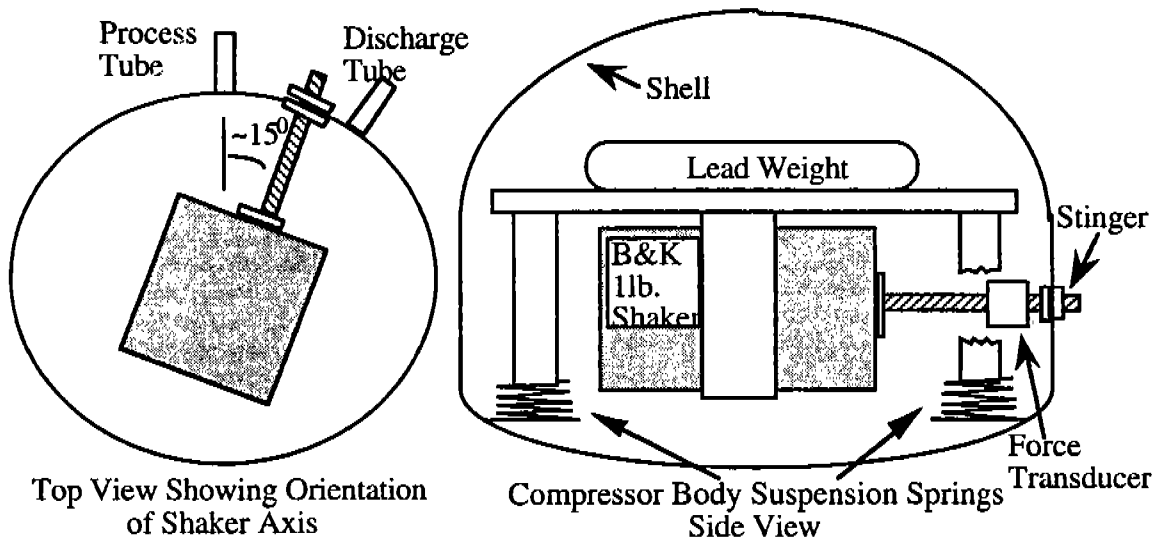 Process
Tube
Discharge
Tube
~15⁰
Top View Showing Orientation
of Shaker Axis
Shell
Lead Weight
B&K
1lb.
Shaker
Stinger
Force
Transducer
Compressor Body Suspension Springs
Side View